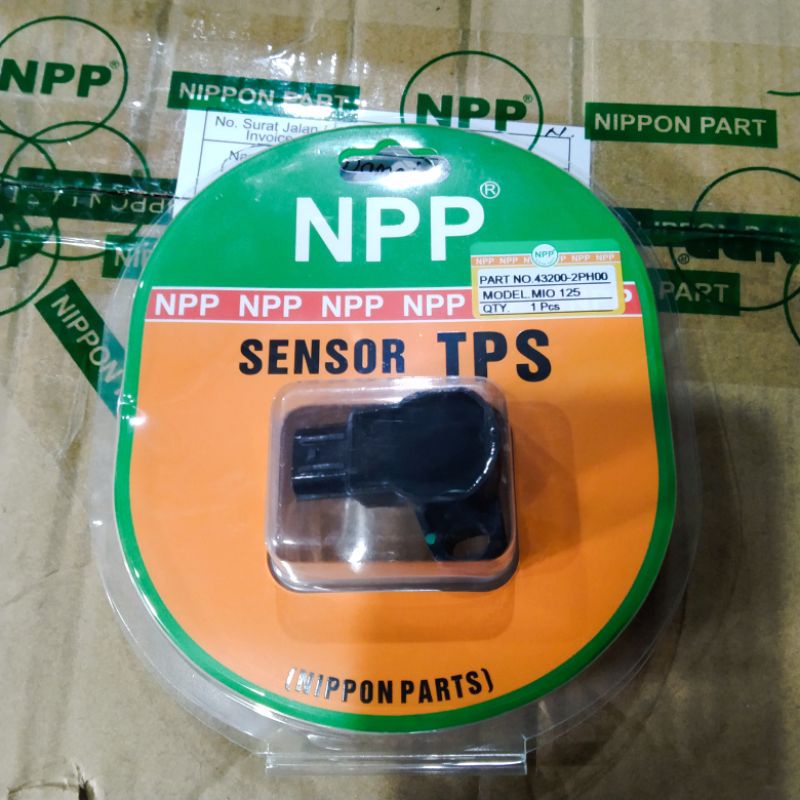 NPP®
NIPPON PART
NPP®
NIPPON PART
No. Surat Jalan /
Invoice
NPP®
NPP
NPP NPP NPP NPP
PART NO.43200-2PH00
MODEL.MIO 125
QTY. 1 Pcs
NPP NPP NPP NPP
SENSOR TPS
NIPPON
PART
(NIPPON PARTS)